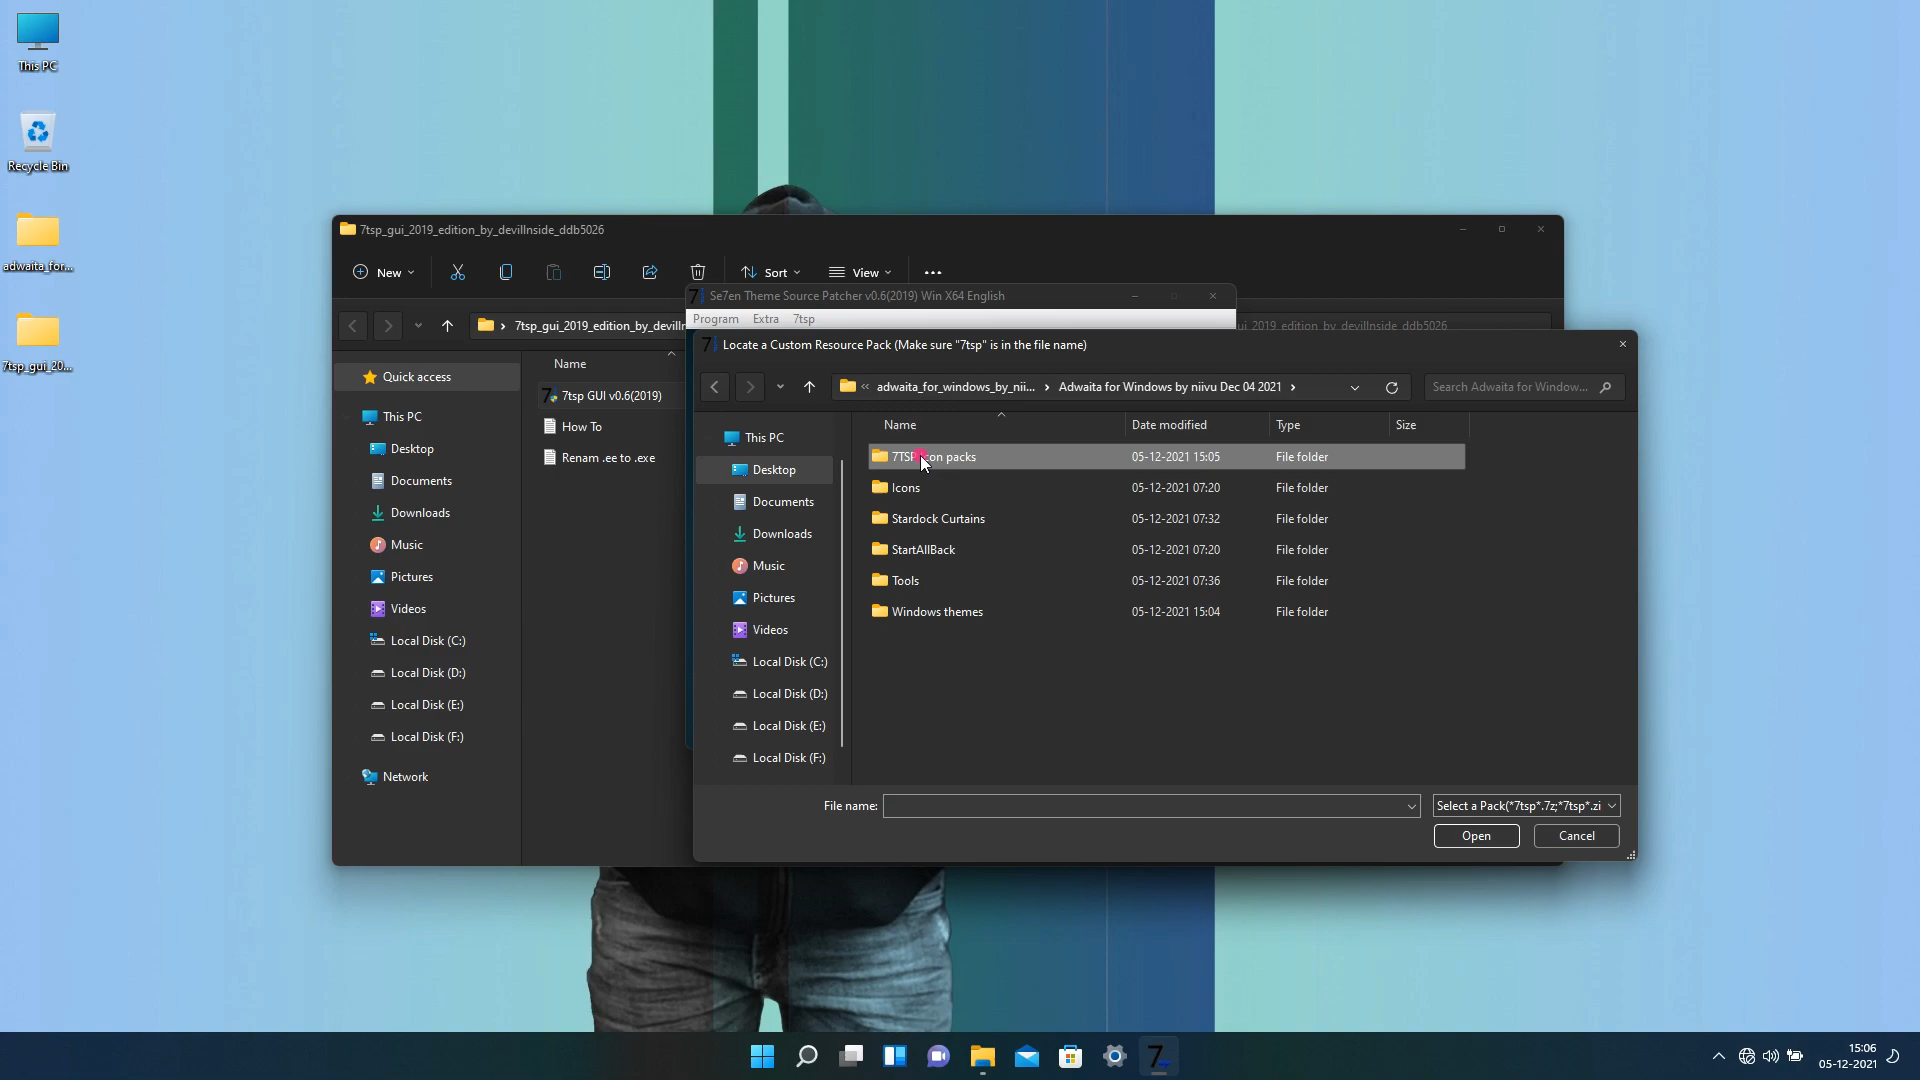 This PC
Recycle Bin
adwaita_for...
7tsp_gui_20...
7tsp_gui_2019_edition_by_devillnside_ddb5026
New
Sort
View
7tsp_gui_2019_edition_by_devilln
gui_2019_edition_by_devillnside_ddb5026
Quick access
This PC
Desktop
Documents
Downloads
Music
Pictures
Videos
Local Disk (C:)
Local Disk (D:)
Local Disk (E:)
Local Disk (F:)
Network
Name
7tsp GUI v0.6(2019)
How To
Renam .ee to .exe
Se7en Theme Source Patcher v0.6(2019) Win X64 English
Program Extra 7tsp
Locate a Custom Resource Pack (Make sure "7tsp" is in the file name)
« adwaita_for_windows_by_nii... › Adwaita for Windows by niivu Dec 04 2021 ›
Search Adwaita for Window...
This PC
Desktop
Documents
Downloads
Music
Pictures
Videos
Local Disk (C:)
Local Disk (D:)
Local Disk (E:)
Local Disk (F:)
Name Date modified Type Size
7TSP icon packs 05-12-2021 15:05 File folder
Icons 05-12-2021 07:20 File folder
Stardock Curtains 05-12-2021 07:32 File folder
StartAllBack 05-12-2021 07:20 File folder
Tools 05-12-2021 07:36 File folder
Windows themes 05-12-2021 15:04 File folder
File name:
Select a Pack(*7tsp*.7z;*7tsp*.zi
Open
Cancel
15:06
05-12-2021